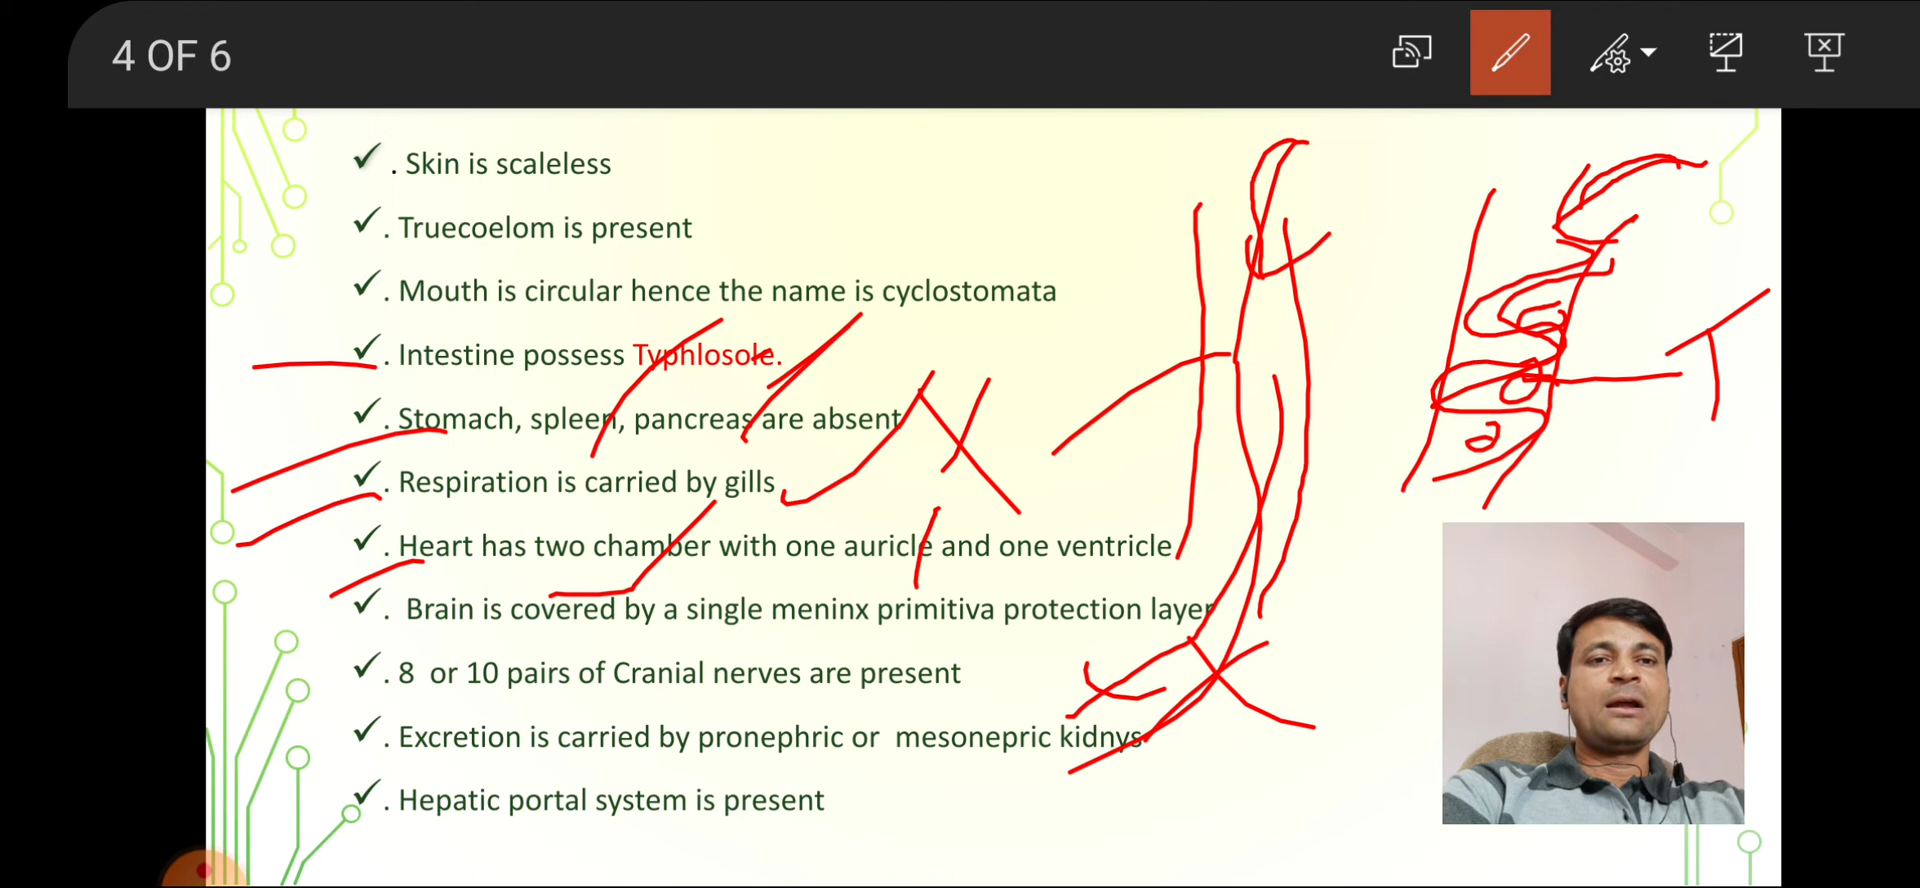 4 OF 6
. Skin is scaleless
. Truecoelom is present
. Mouth is circular hence the name is cyclostomata
. Intestine possess Typhlosole.
. Stomach, spleen, pancreas are absent
. Respiration is carried by gills
. Heart has two chamber with one auricle and one ventricle
. Brain is covered by a single meninx primitiva protection layer
. 8 or 10 pairs of Cranial nerves are present
. Excretion is carried by pronephric or mesonepric kidnys
. Hepatic portal system is present
T